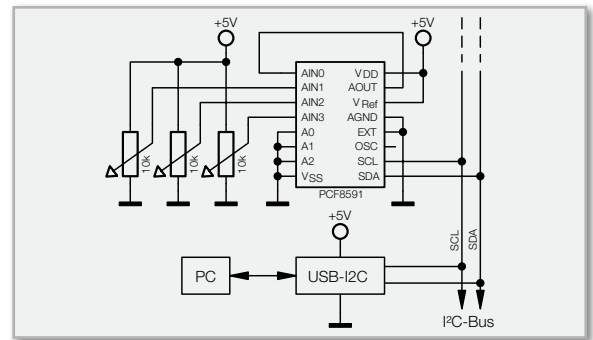 +5V
+5V
AIN0
AIN1
AIN2
AIN3
A0
A1
A2
VSS
VDD
AOUT
VRef
AGND
EXT
OSC
SCL
SDA
PCF8591
10k
10k
10k
+5V
PC
USB-I2C
SCL
SDA
I²C-Bus